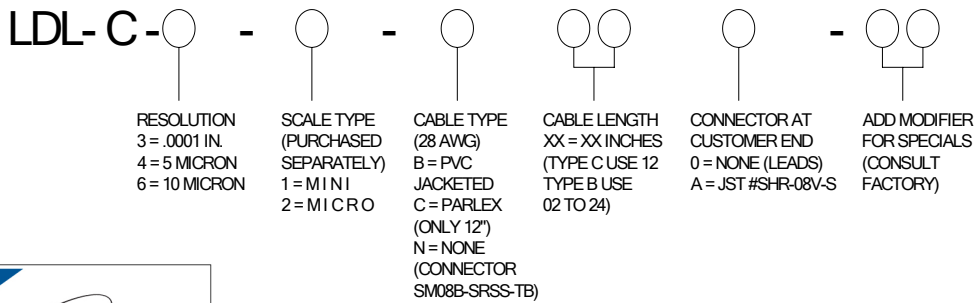 LDL- C - - - -
RESOLUTION
3 = .0001 IN.
4 = 5 MICRON
6 = 10 MICRON
SCALE TYPE
(PURCHASED
SEPARATELY)
1 = M I N I
2 = M I C R O
CABLE TYPE
(28 AWG)
B = PVC
JACKETED
C = PARLEX
(ONLY 12")
N = NONE
(CONNECTOR
SM08B-SRSS-TB)
CABLE LENGTH
XX = XX INCHES
(TYPE C USE 12
TYPE B USE
02 TO 24)
CONNECTOR AT
CUSTOMER END
0 = NONE (LEADS)
A = JST #SHR-08V-S
ADD MODIFIER
FOR SPECIALS
(CONSULT
FACTORY)